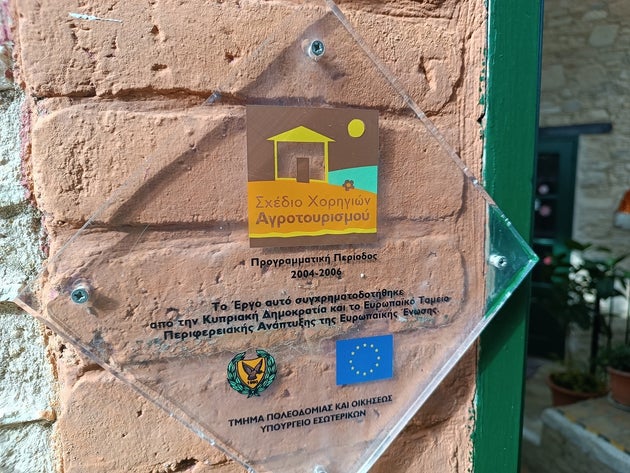 Σχέδιο Χορηγιών
Αγροτουρισμού
Προγραμματική Περίοδος
2004-2006
Το Έργο αυτό συγχρηματοδοτήθηκε
απο την Κυπριακή Δημοκρατία και το Ευρωπαϊκό Ταμείο
Περιφερειακής Ανάπτυξης της Ευρωπαϊκής Ένωσης.
ΤΜΗΜΑ ΠΟΛΕΟΔΟΜΙΑΣ ΚΑΙ ΟΙΚΗΣΕΩΣ
ΥΠΟΥΡΓΕΙΟ ΕΣΩΤΕΡΙΚΩΝ